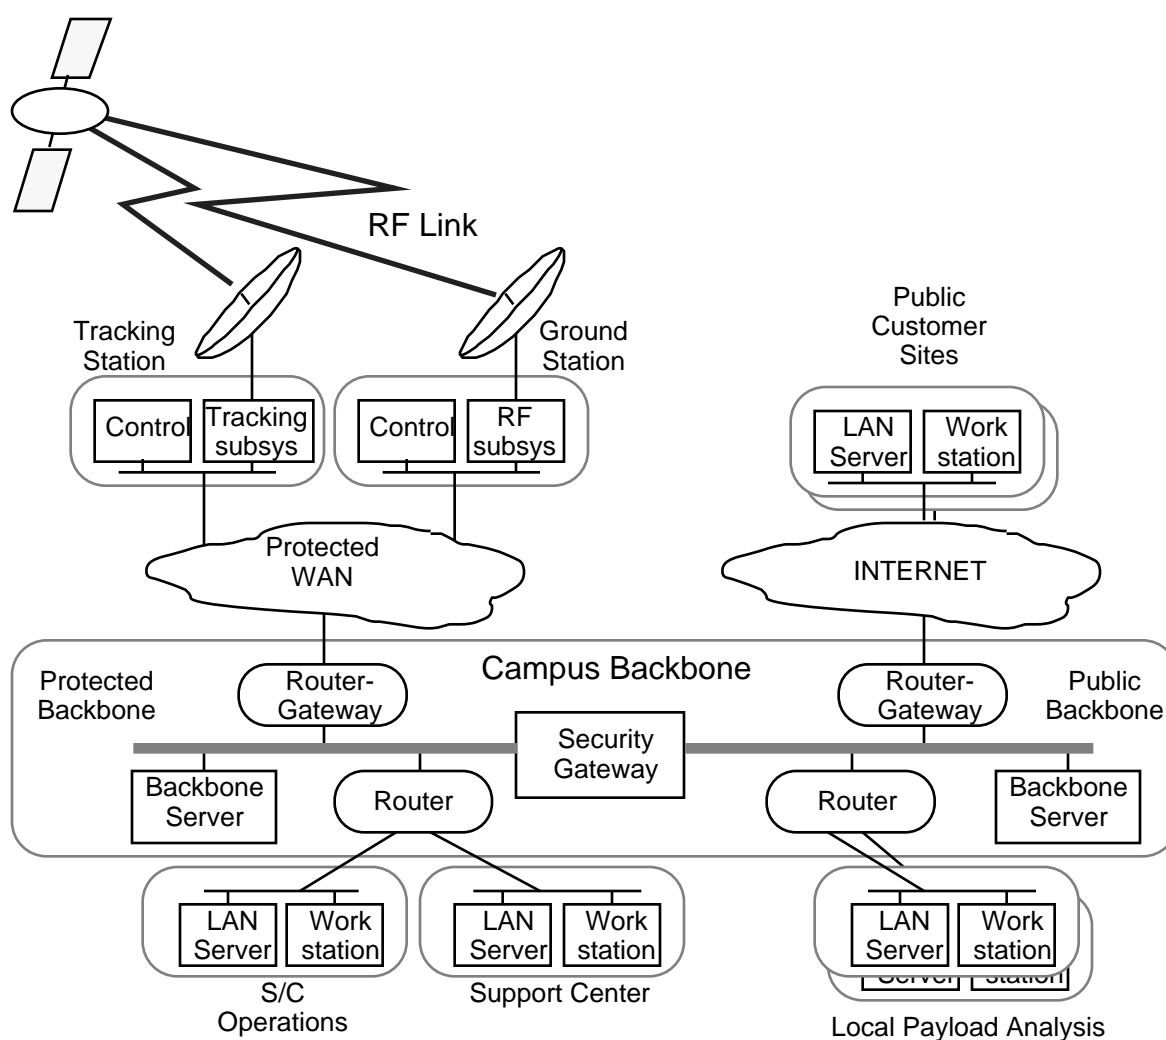 RF Link
Tracking
Station
Ground
Station
Public
Customer
Sites
Control
Tracking
subsys
Control
RF
subsys
LAN
Server
Work
station
Protected
WAN
INTERNET
Campus Backbone
Protected
Backbone
Router-
Gateway
Router-
Gateway
Public
Backbone
Security
Gateway
Backbone
Server
Router
Router
Backbone
Server
LAN
Server
Work
station
LAN
Server
Work
station
LAN
Server
Work
station
Server
station
S/C
Operations
Support Center
Local Payload Analysis